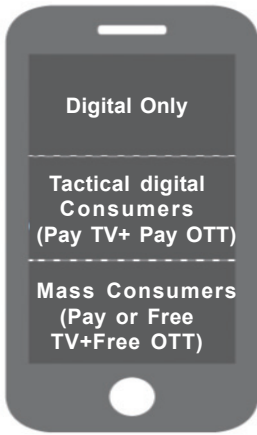 Digital Only
Tactical digital
Consumers
(Pay TV+ Pay OTT)
Mass Consumers
(Pay or Free
TV+Free OTT)